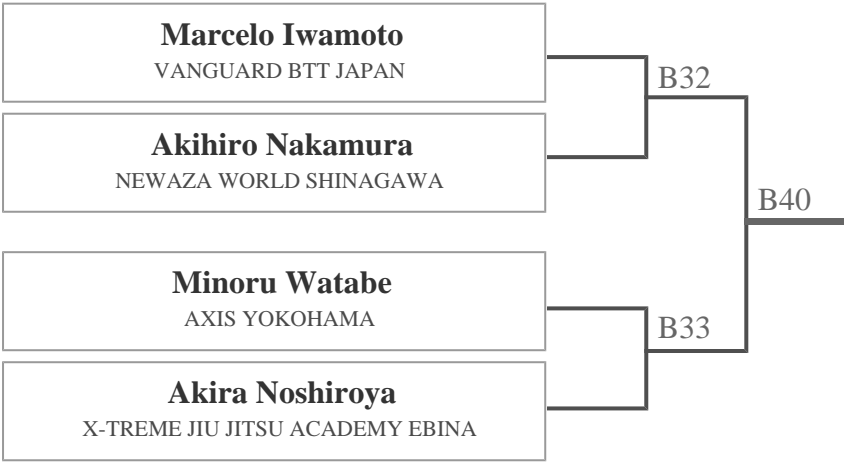 Marcelo Iwamoto
VANGUARD BTT JAPAN
B32
Akihiro Nakamura
NEWAZA WORLD SHINAGAWA
B40
Minoru Watabe
AXIS YOKOHAMA
B33
Akira Noshiroya
X-TREME JIU JITSU ACADEMY EBINA